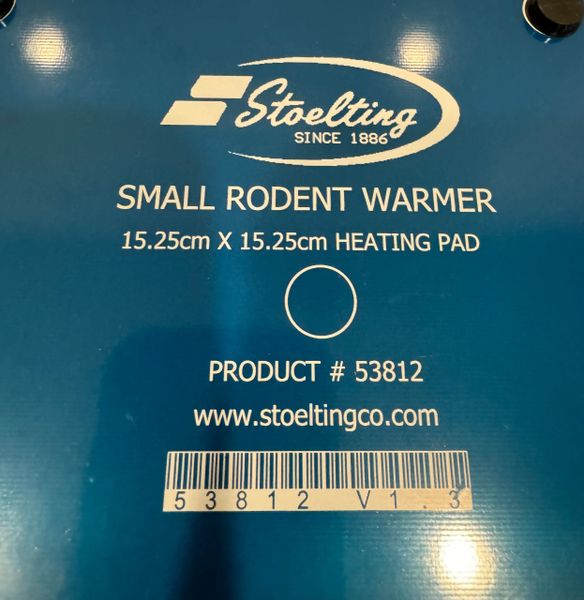 Stoelting
SINCE 1886
SMALL RODENT WARMER
15.25cm X 15.25cm HEATING PAD
PRODUCT # 53812
www.stoeltingco.com
53812 V1.3